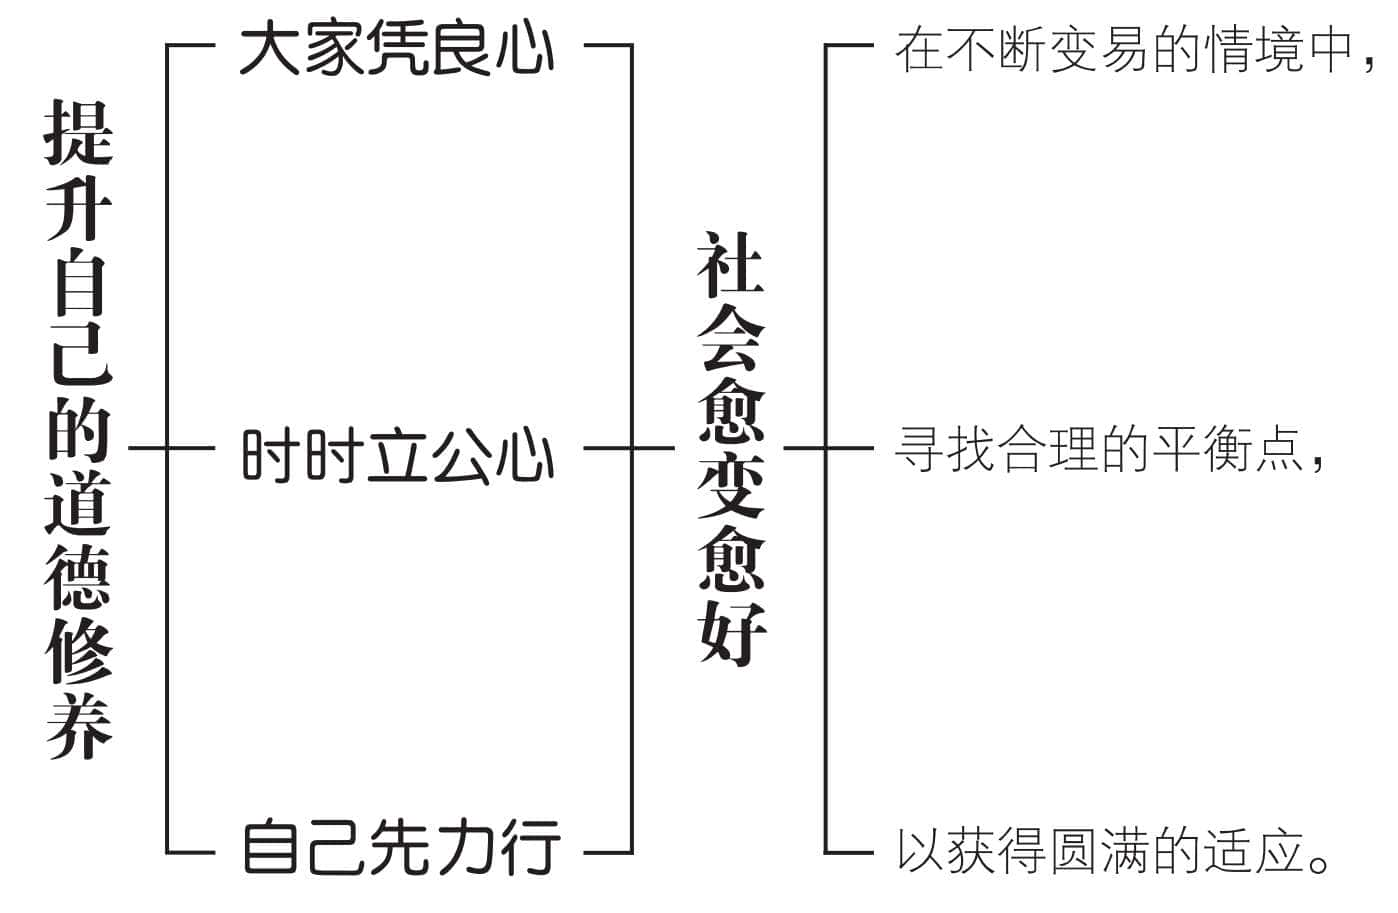 提升自己的道德修养
大家凭良心
时时立公心
自己先力行
社会愈变愈好
在不断变易的情境中，
寻找合理的平衡点，
以获得圆满的适应。